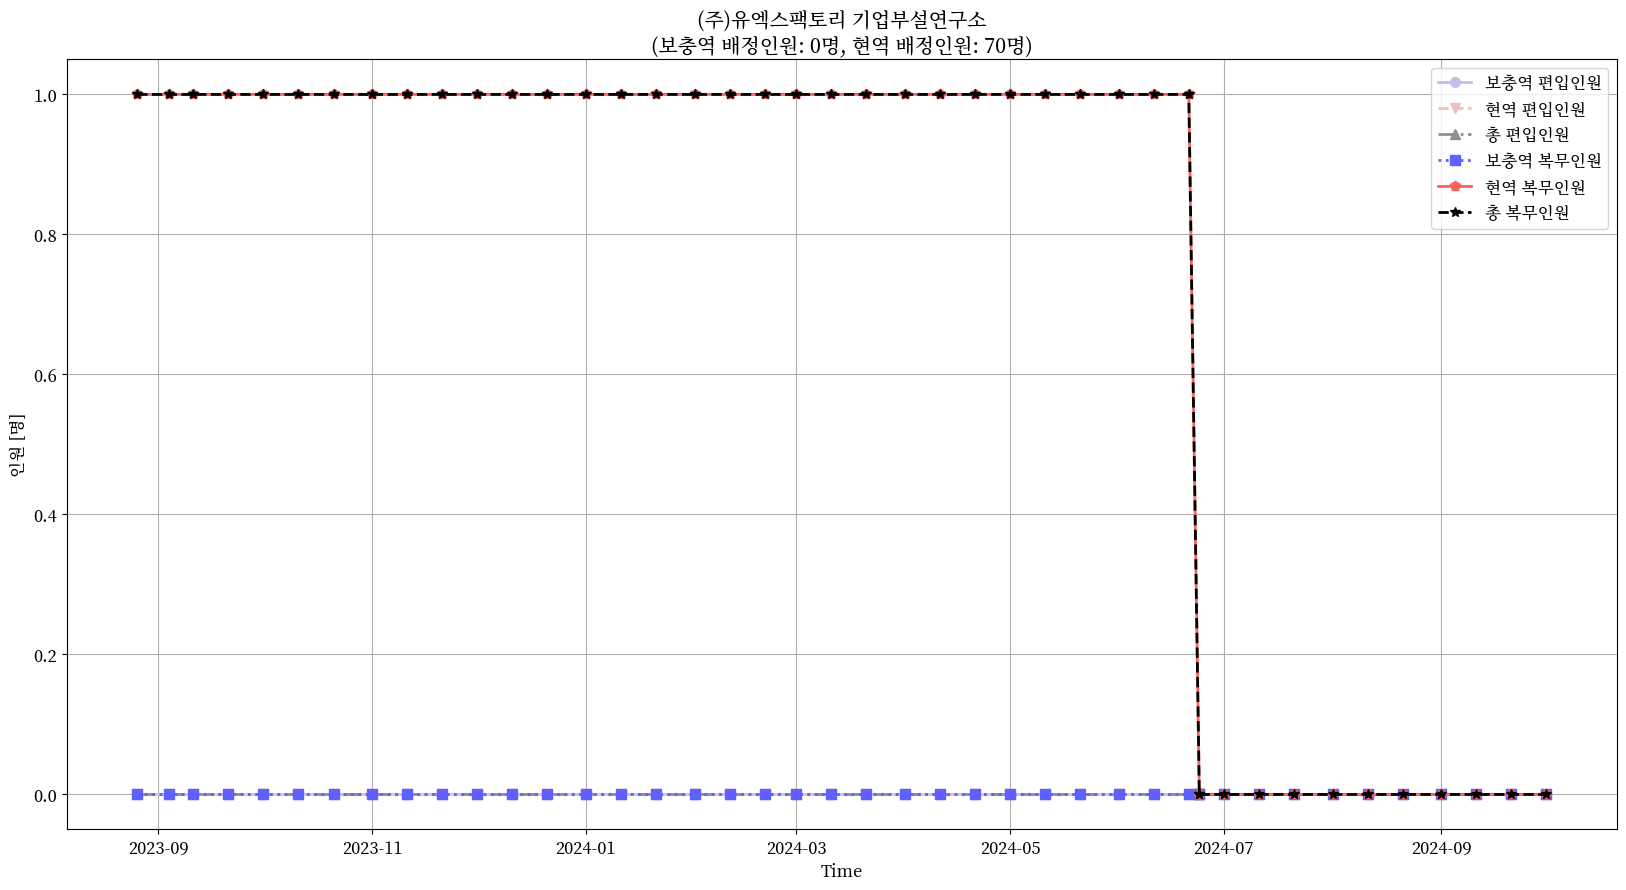 (주)유엑스팩토리 기업부설연구소
(보충역 배정인원: 0명, 현역 배정인원: 70명)
보충역 편입인원
현역 편입인원
총 편입인원
보충역 복무인원
현역 복무인원
총 복무인원
인원 [명]
1.0
0.8
0.6
0.4
0.2
0.0
2023-09 2023-11 2024-01 2024-03 2024-05 2024-07 2024-09
Time